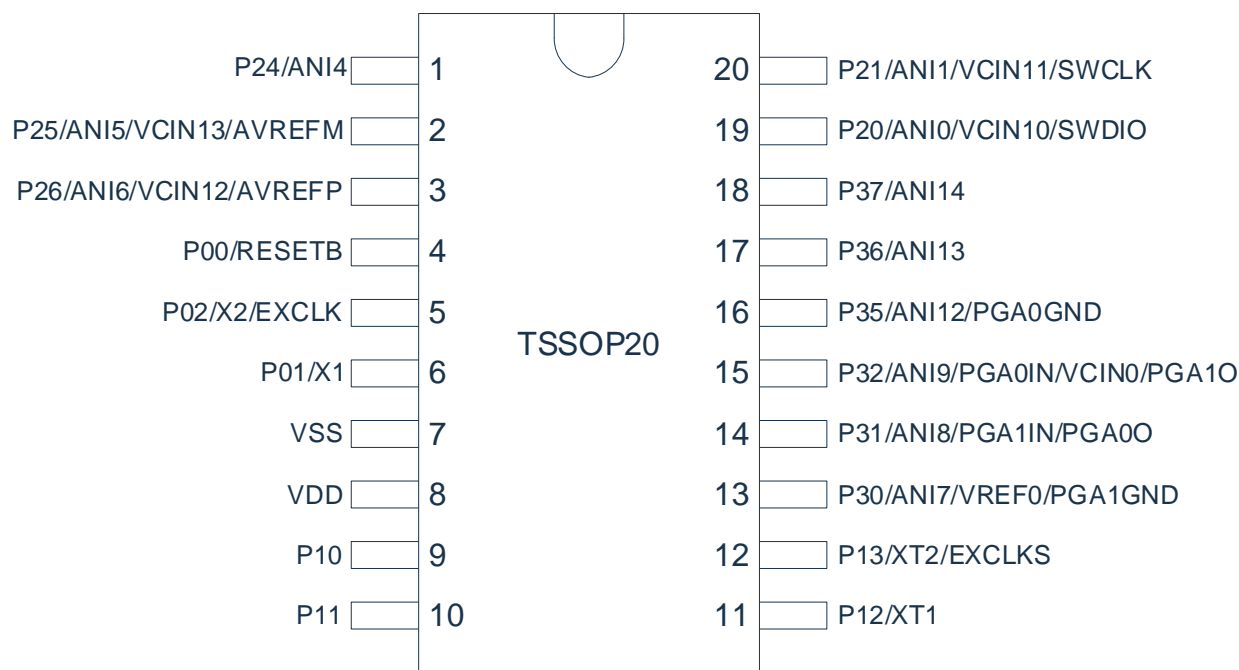 P24/ANI4 1 20 P21/ANI1/VCIN11/SWCLK
P25/ANI5/VCIN13/AVREFM 2 19 P20/ANI0/VCIN10/SWDIO
P26/ANI6/VCIN12/AVREFP 3 18 P37/ANI14
P00/RESETB 4 17 P36/ANI13
P02/X2/EXCLK 5 16 P35/ANI12/PGA0GND
TSSOP20
P01/X1 6 15 P32/ANI9/PGA0IN/VCIN0/PGA1O
VSS 7 14 P31/ANI8/PGA1IN/PGA0O
VDD 8 13 P30/ANI7/VREF0/PGA1GND
P10 9 12 P13/XT2/EXCLKS
P11 10 11 P12/XT1